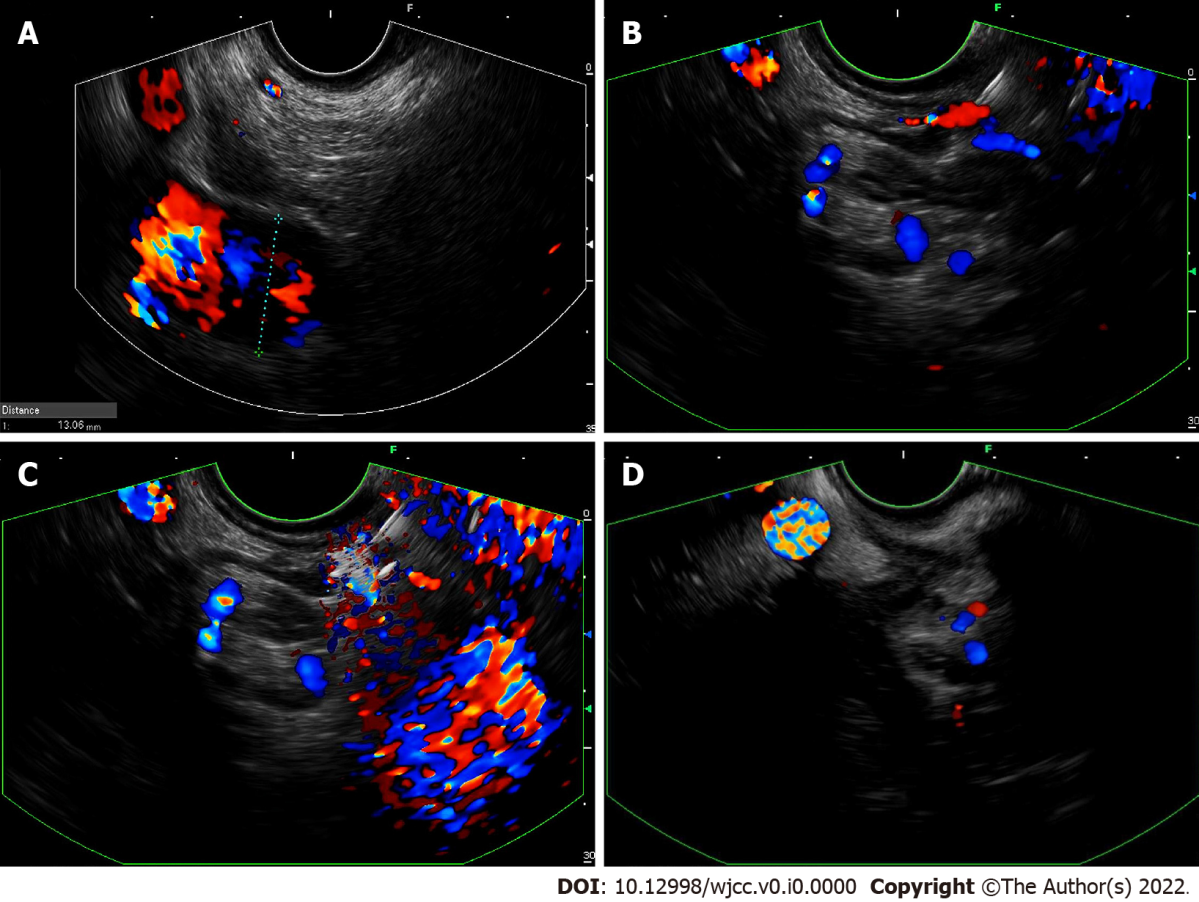 A
F
0
Distance
1: 13.06 mm
35
B
F
0
30
C
F
0
30
D
F
DOI: 10.12998/wjcc.v0.i0.0000 Copyright ©The Author(s) 2022.